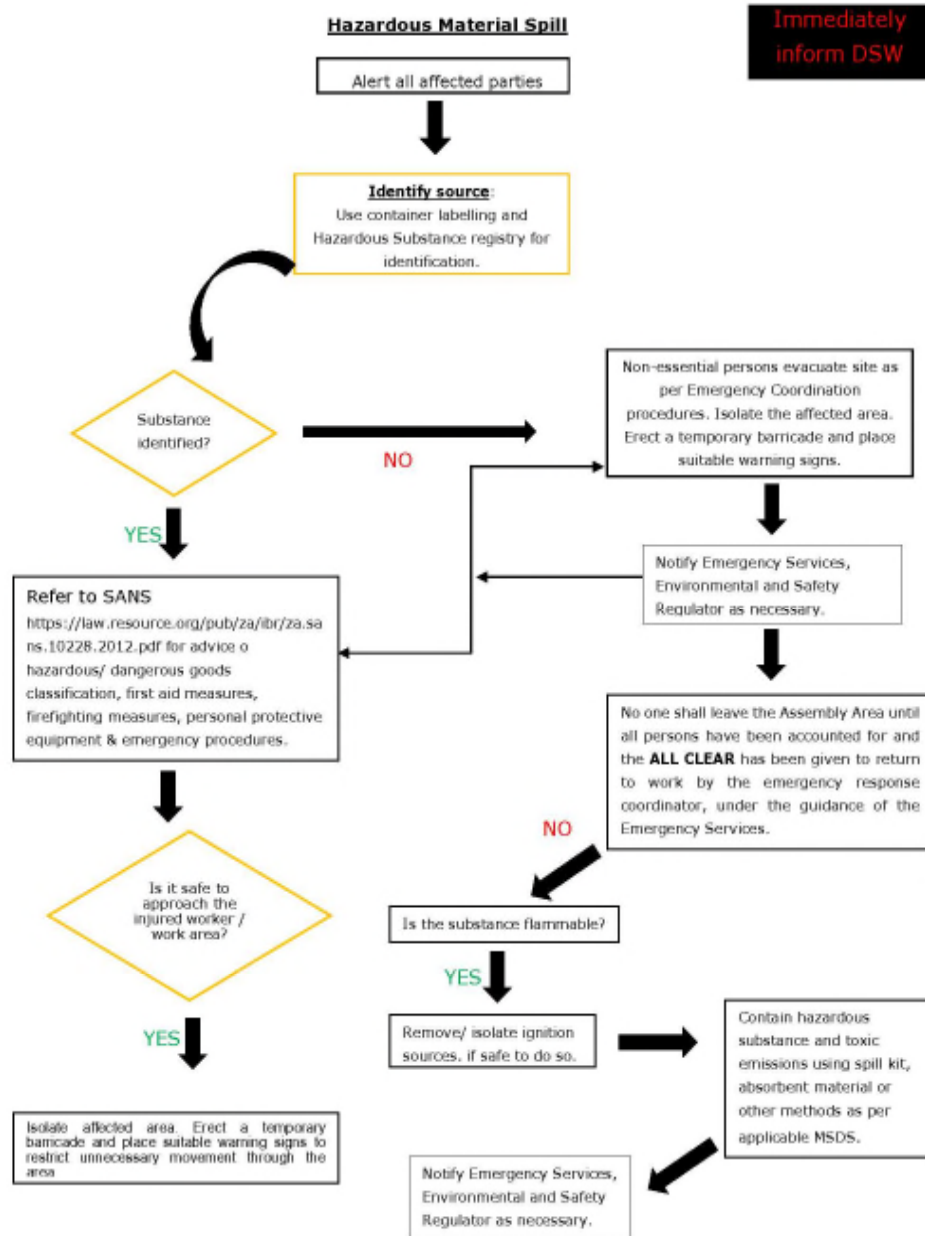 Hazardous Material Spill
Immediately
inform DSW
Alert all affected parties
Identify source:
Use container labelling and
Hazardous Substance registry for
identification.
Substance
identified?
NO
YES
Non-essential persons evacuate site as
per Emergency Coordination
procedures. Isolate the affected area.
Erect a temporary barricade and place
suitable warning signs.
Notify Emergency Services,
Environmental and Safety
Regulator as necessary.
Refer to SANS
https://law.resource.org/pub/za/ibr/za.sa
ns.10228.2012.pdf for advice o
hazardous/ dangerous goods
classification, first aid measures,
firefighting measures, personal protective
equipment & emergency procedures.
No one shall leave the Assembly Area until
all persons have been accounted for and
the ALL CLEAR has been given to return
to work by the emergency response
coordinator, under the guidance of the
Emergency Services.
NO
Is it safe to
approach the
injured worker /
work area?
Is the substance flammable?
YES
YES
Remove/ isolate ignition
sources. if safe to do so.
Contain hazardous
substance and toxic
emissions using spill kit,
absorbent material or
other methods as per
applicable MSDS.
Isolate affected area. Erect a temporary
barricade and place suitable warning signs to
restrict unnecessary movement through the
area
Notify Emergency Services,
Environmental and Safety
Regulator as necessary.